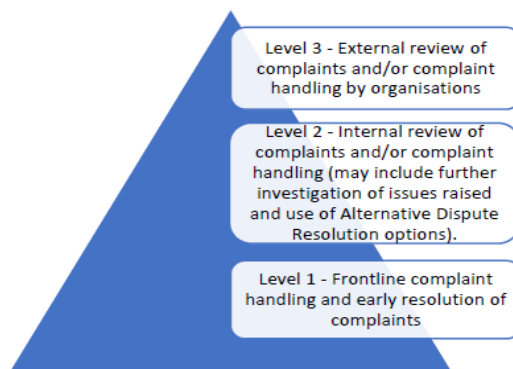 Level 3 - External review of
complaints and/or complaint
handling by organisations
Level 2 - Internal review of
complaints and/or complaint
handling (may include further
investigation of issues raised
and use of Alternative Dispute
Resolution options).
Level 1 - Frontline complaint
handling and early resolution of
complaints